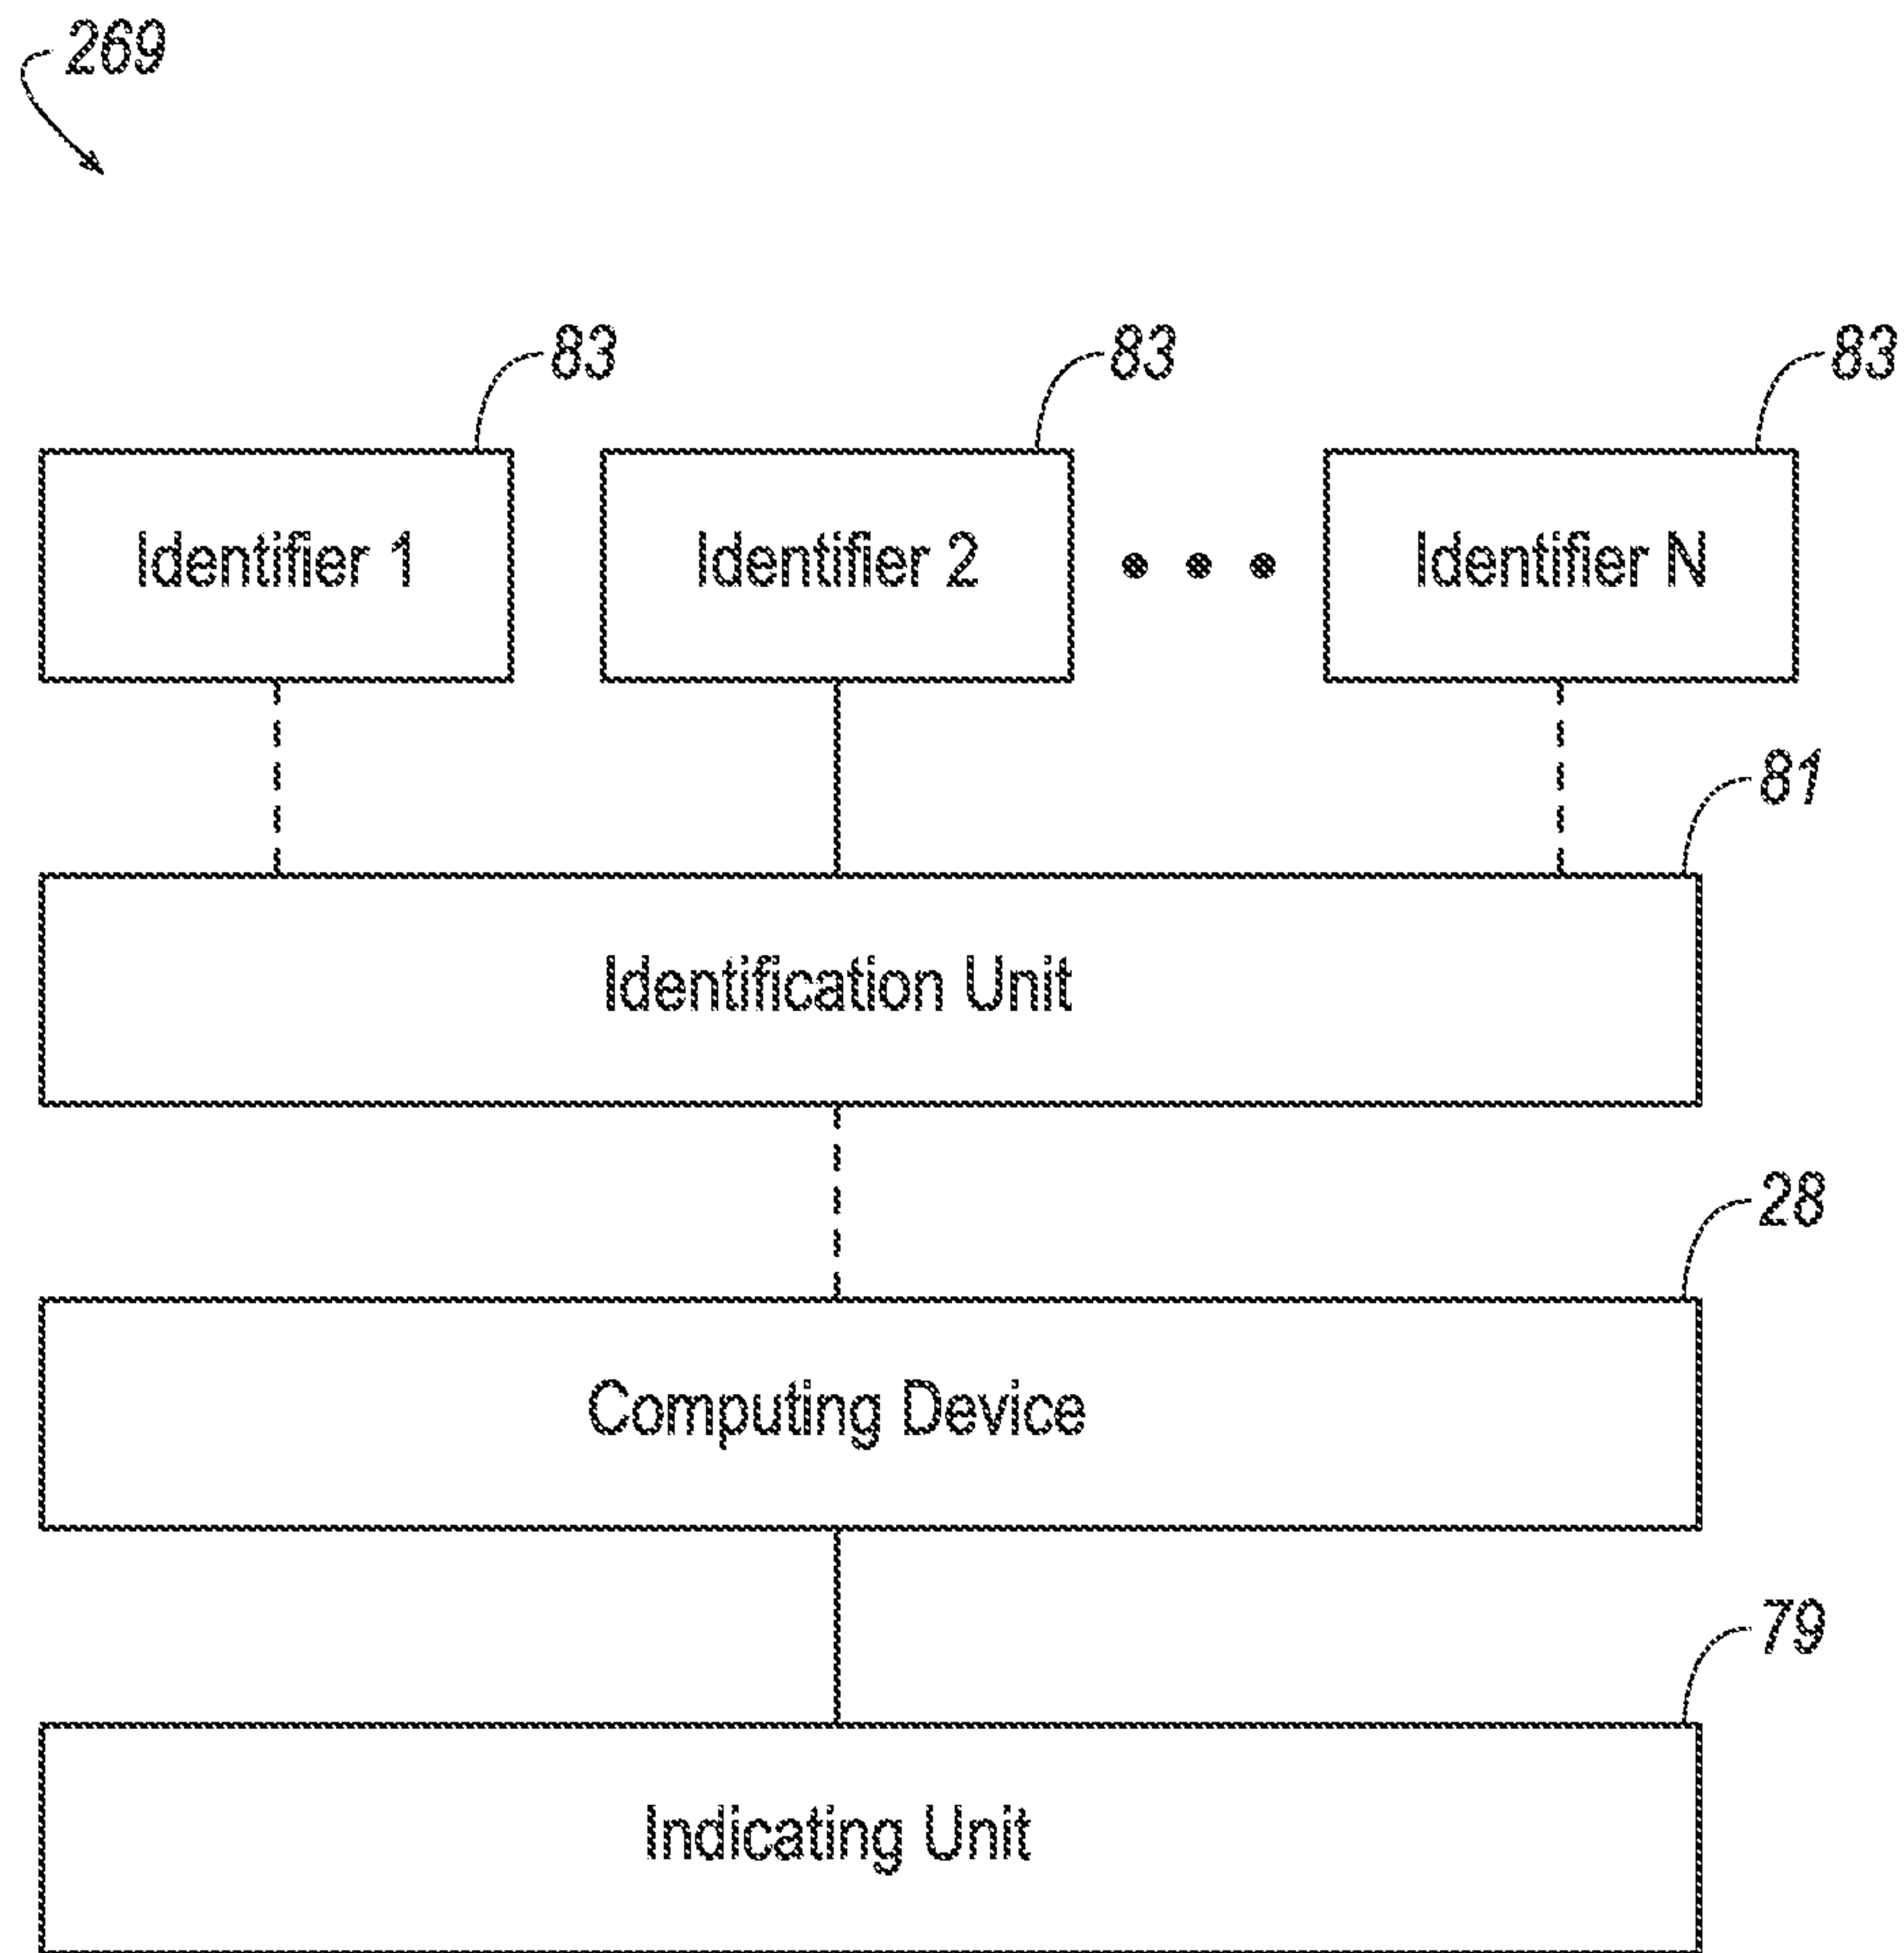 269
83
83
83
Identifier 1
Identifier 2
Identifier N
81
Identification Unit
28
Computing Device
79
Indicating Unit